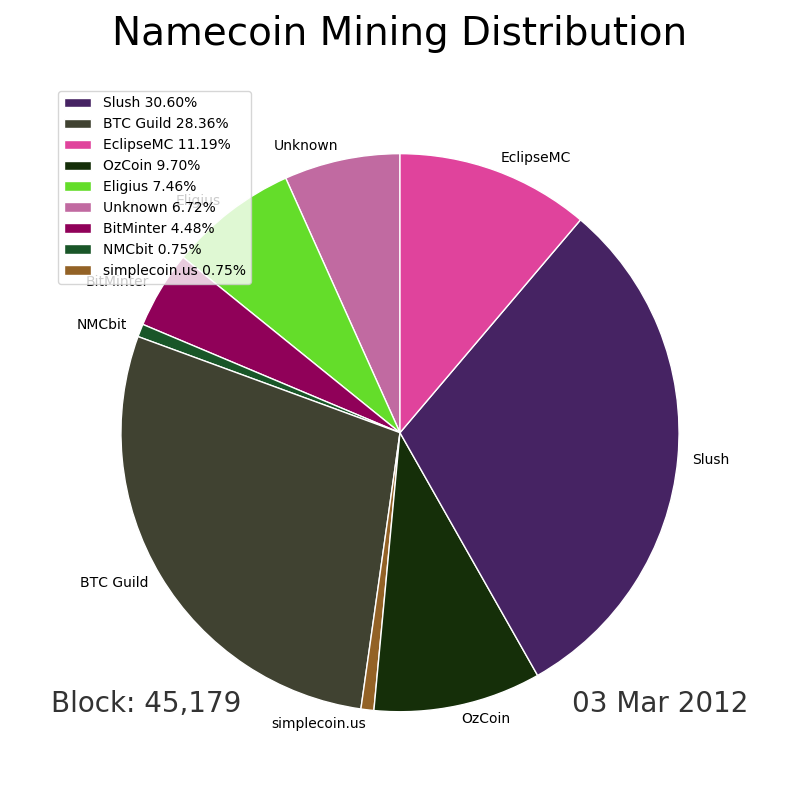 Namecoin Mining Distribution
Slush 30.60%
BTC Guild 28.36%
EclipseMC 11.19%
OzCoin 9.70%
Eligius 7.46%
Unknown 6.72%
BitMinter 4.48%
NMCbit 0.75%
simplecoin.us 0.75%
Unknown
EclipseMC
Eligius
BitMinter
NMCbit
Slush
BTC Guild
simplecoin.us
OzCoin
Block: 45,179
03 Mar 2012